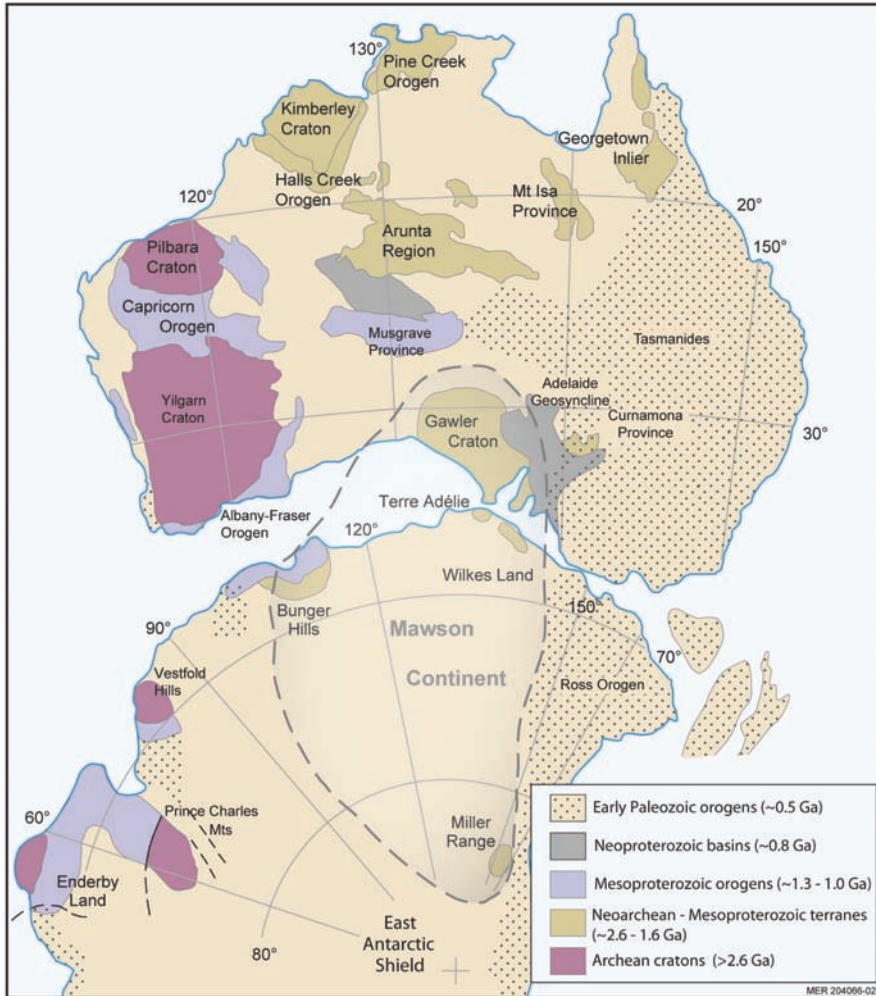 130°
Pine Creek
Orogen
Kimberley
Craton
Georgetown
Inlier
Halls Creek
Orogen
Mt Isa
Province
120°
20°
Arunta
Region
150°
Pilbara
Craton
Capricorn
Orogen
Musgrave
Province
Tasmanides
Adelaide
Geosyncline
Yilgarn
Craton
Gawler
Craton
Curnamona
Province
30°
Terre Adélie
Albany-Fraser
Orogen
120°
Wilkes Land
Bunger
Hills
150°
90°
Mawson
Continent
70°
Vestfold
Hills
Ross Orogen
Prince Charles
Mts
60°
Miller
Range
Enderby
Land
East
Antarctic
Shield
80°
Early Paleozoic orogens (~0.5 Ga)
Neoproterozoic basins (~0.8 Ga)
Mesoproterozoic orogens (~1.3 - 1.0 Ga)
Neoarchean - Mesoproterozoic terranes
(~2.6 - 1.6 Ga)
Archean cratons (>2.6 Ga)
MER 204066-02